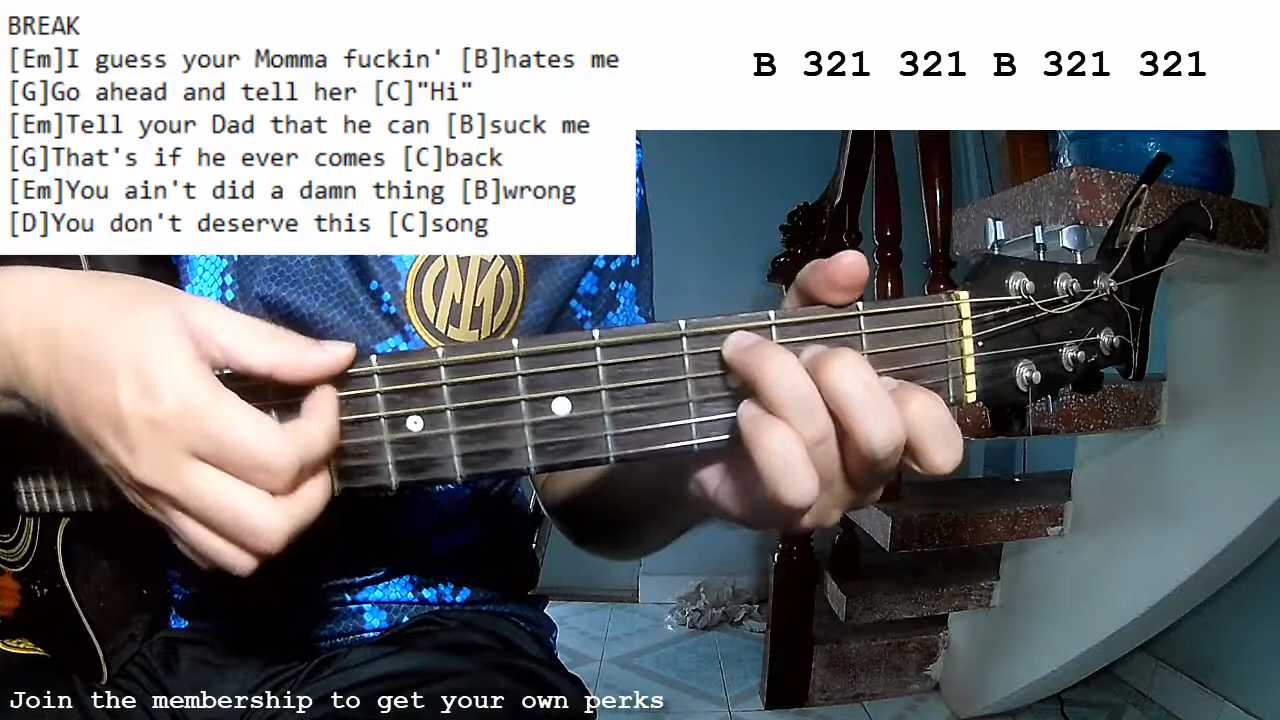 BREAK
[Em]I guess your Momma fuckin' [B]hates me
[G]Go ahead and tell her [C]"Hi"
[Em]Tell your Dad that he can [B]suck me
[G]That's if he ever comes [C]back
[Em]You ain't did a damn thing [B]wrong
[D]You don't deserve this [C]song
B 321 321 B 321 321
Join the membership to get your own perks